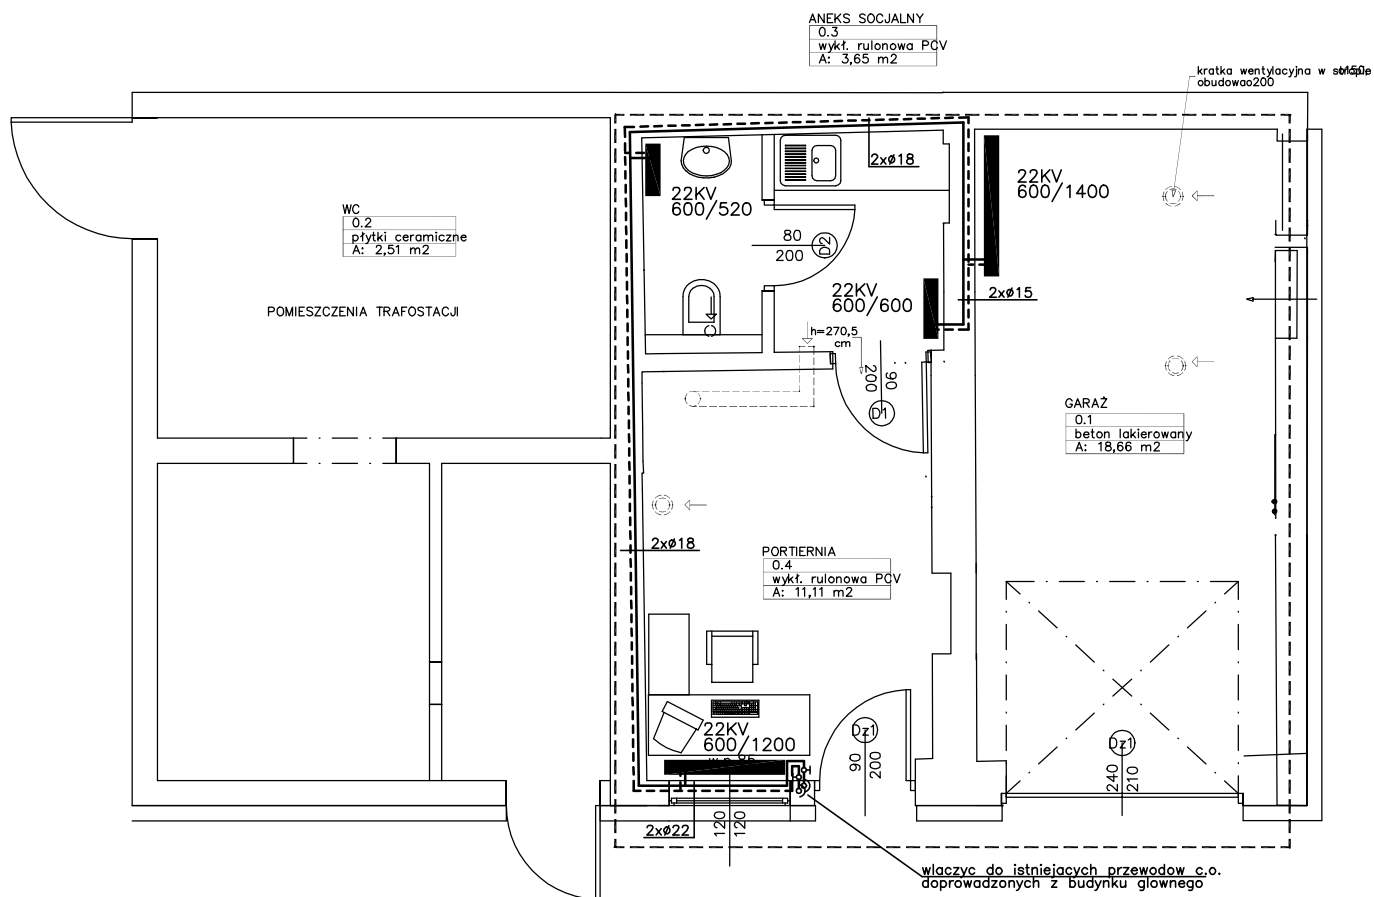 ANEKS SOCJALNY
0.3
wykł. rulonowa PCV
A: 3,65 m2
kratka wentylacyjna w
obudowao200
2xø18
22KV
600/520
22KV
600/1400
WC
0.2
płytki ceramiczne
A: 2,51 m2
80
200
D2
22KV
600/600
2xø15
POMIESZCZENIA TRAFOSTACJI
h=270,5
cm
90
200
D1
GARAŻ
0.1
beton lakierowany
A: 18,66 m2
2xø18
PORTIERNIA
0.4
wykł. rulonowa PCV
A: 11,11 m2
22KV
600/1200
Dz1
90
200
Dz1
240
210
2xø22
120
120
wlaczyc do istniejacych przewodow c.o.
doprowadzonych z budynku glownego